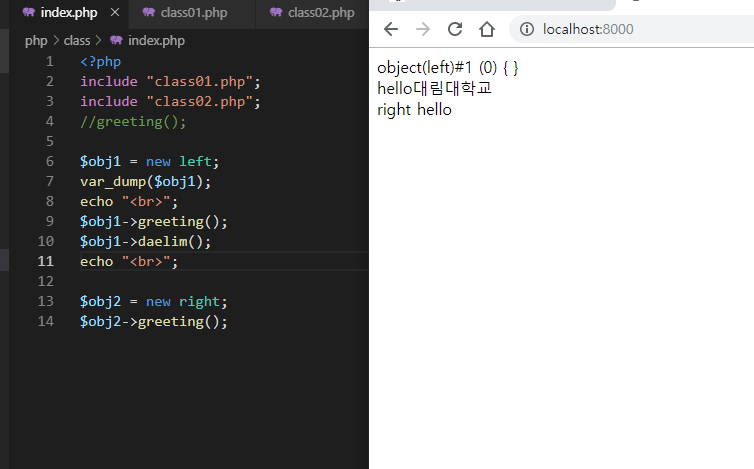 index.php
class01.php
class02.php
php > class > index.php
1 <?php
2 include "class01.php";
3 include "class02.php";
4 //greeting();
5
6 $obj1 = new left;
7 var_dump($obj1);
8 echo "<br>";
9 $obj1->greeting();
10 $obj1->daelim();
11 echo "<br>";
12
13 $obj2 = new right;
14 $obj2->greeting();
localhost:8000
object(left)#1 (0) { }
hello대림대학교
right hello